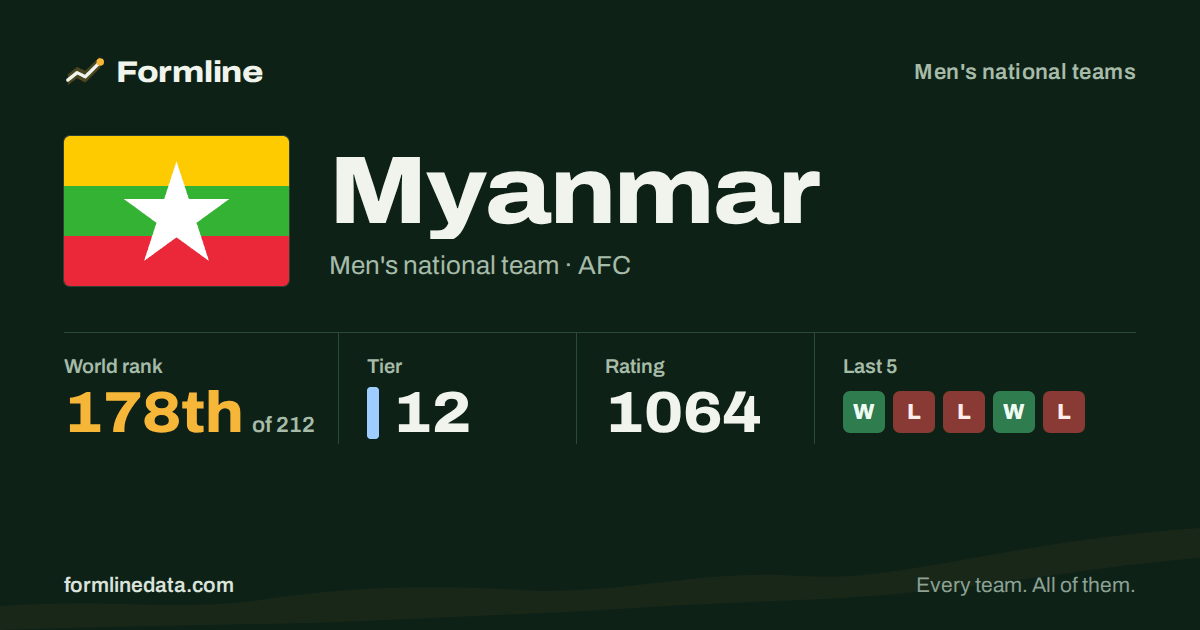 Formline
Men's national teams
Myanmar
Men's national team · AFC
World rank
178th of 212
Tier
12
Rating
1064
Last 5
W L L W L
formlinedata.com
Every team. All of them.